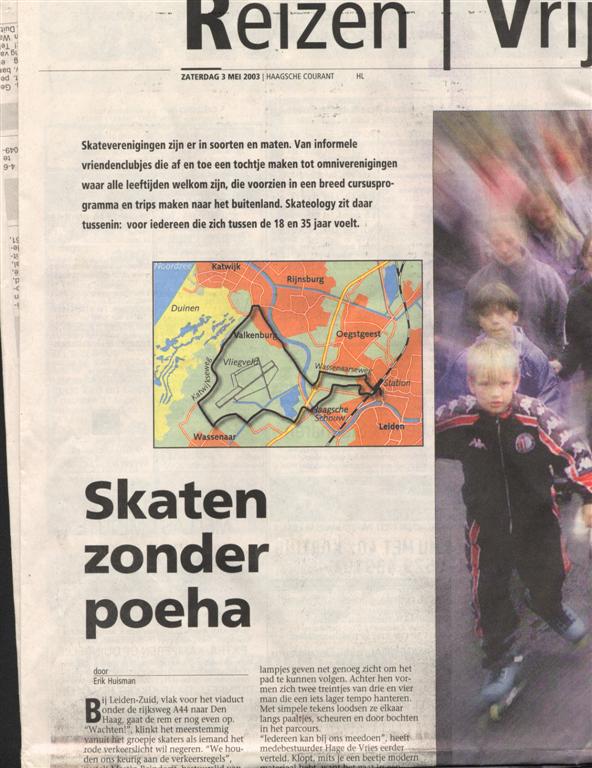 Reizen | Vrij
ZATERDAG 3 MEI 2003 | HAAGSCHE COURANT HL
Skateverenigingen zijn er in soorten en maten. Van informele
vriendenclubjes die af en toe een tochtje maken tot omniverenigingen
waar alle leeftijden welkom zijn, die voorzien in een breed cursuspro-
gramma en trips maken naar het buitenland. Skateology zit daar
tussenin: voor iedereen die zich tussen de 18 en 35 jaar voelt.
Noordzee
Katwijk
Rijnsburg
Duinen
Valkenburg
Oegstgeest
Vliegveld
Wassenaarseweg
Katwijkseweg
Station
Haagsche
Schouw
Leiden
Wassenaar
Skaten
zonder
poeha
door
Erik Huisman
Bij Leiden-Zuid, vlak voor het viaduct
onder de rijksweg A44 naar Den
Haag, gaat de rem er nog even op.
"Wachten!", klinkt het meerstemmig
vanuit het groepje skaters als iemand het
rode verkeerslicht wil negeren. "We hou-
den ons keurig aan de verkeersregels",
lampjes geven net genoeg zicht om het
pad te kunnen volgen. Achter hen vor-
men zich twee treintjes van drie en vier
man die een iets lager tempo hanteren.
Met simpele tekens loodsen ze elkaar
langs paaltjes, scheuren en door bochten
in het parcours.
"Iedereen kan bij ons meedoen", heeft
medebestuurder Hage de Vries eerder
verteld. Klopt, mits je een beetje modern